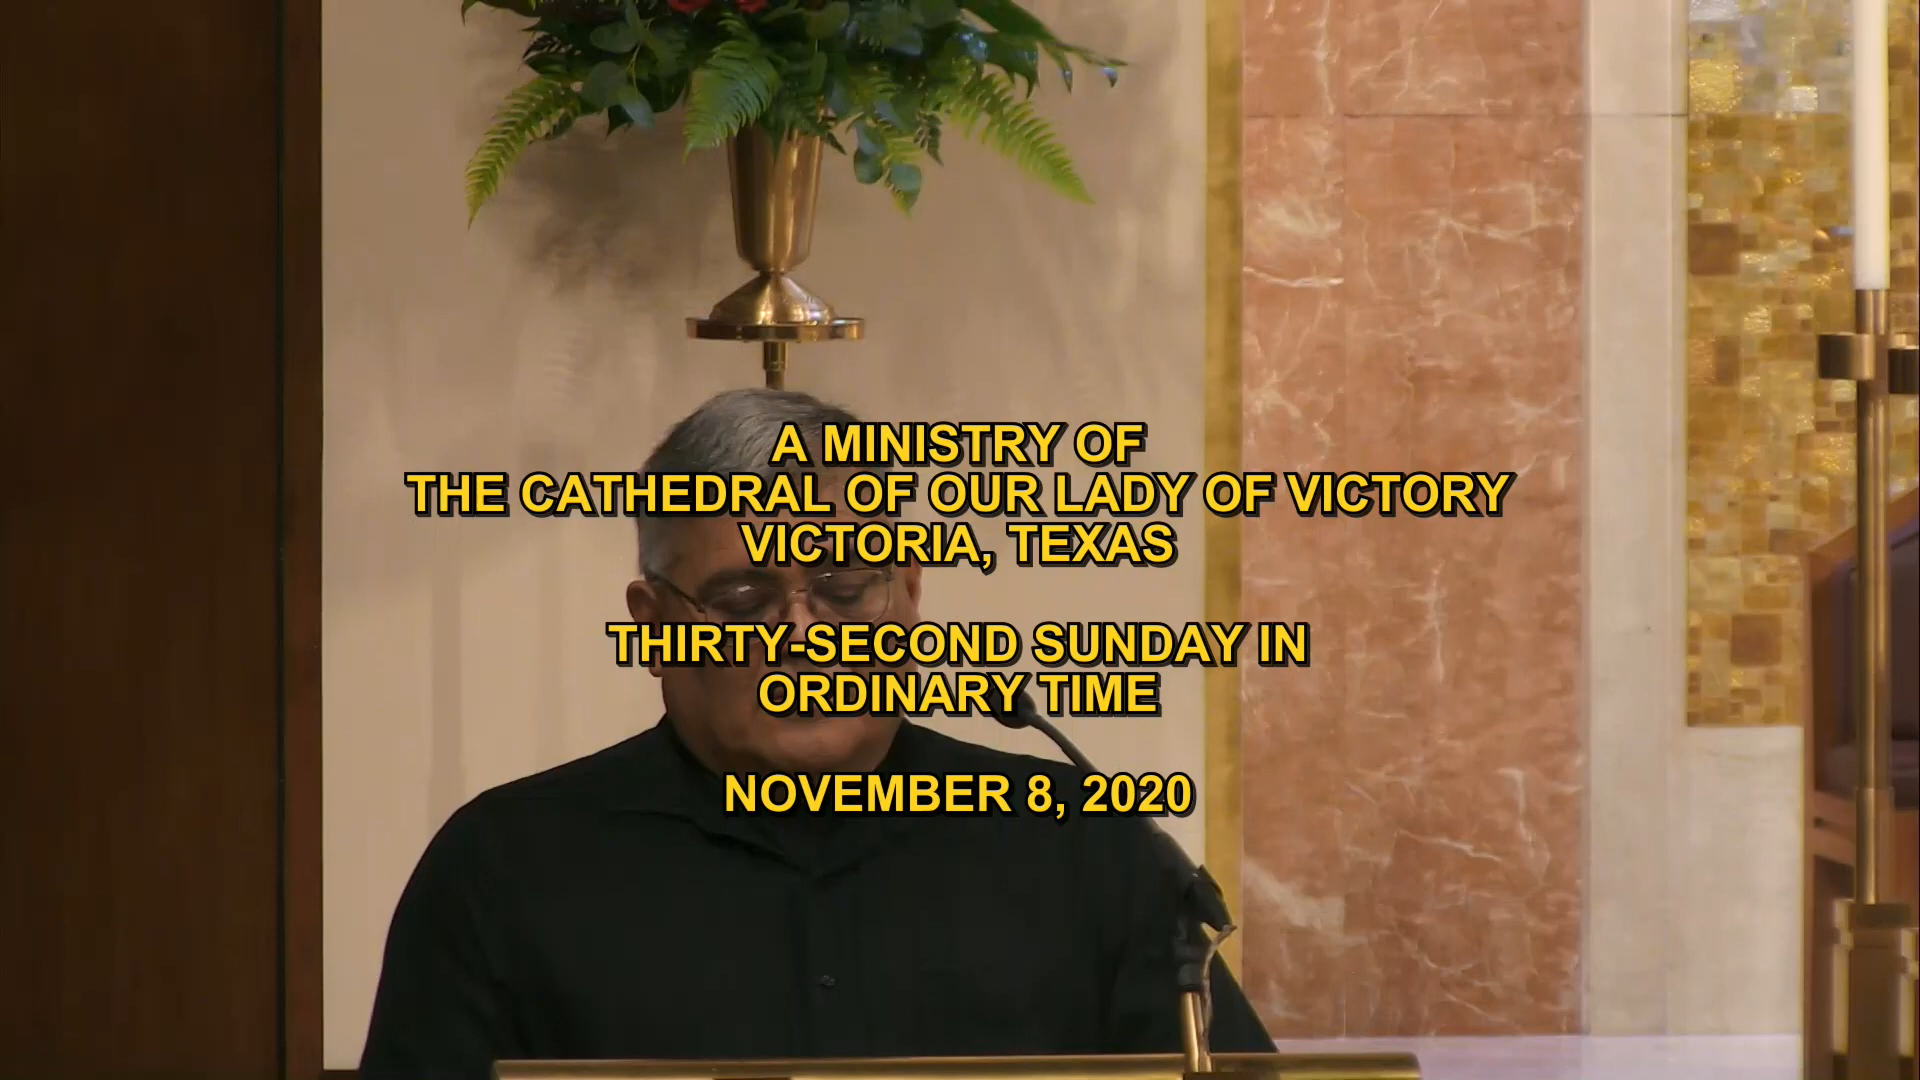 A MINISTRY OF
THE CATHEDRAL OF OUR LADY OF VICTORY
VICTORIA, TEXAS
THIRTY-SECOND SUNDAY IN
ORDINARY TIME
NOVEMBER 8, 2020